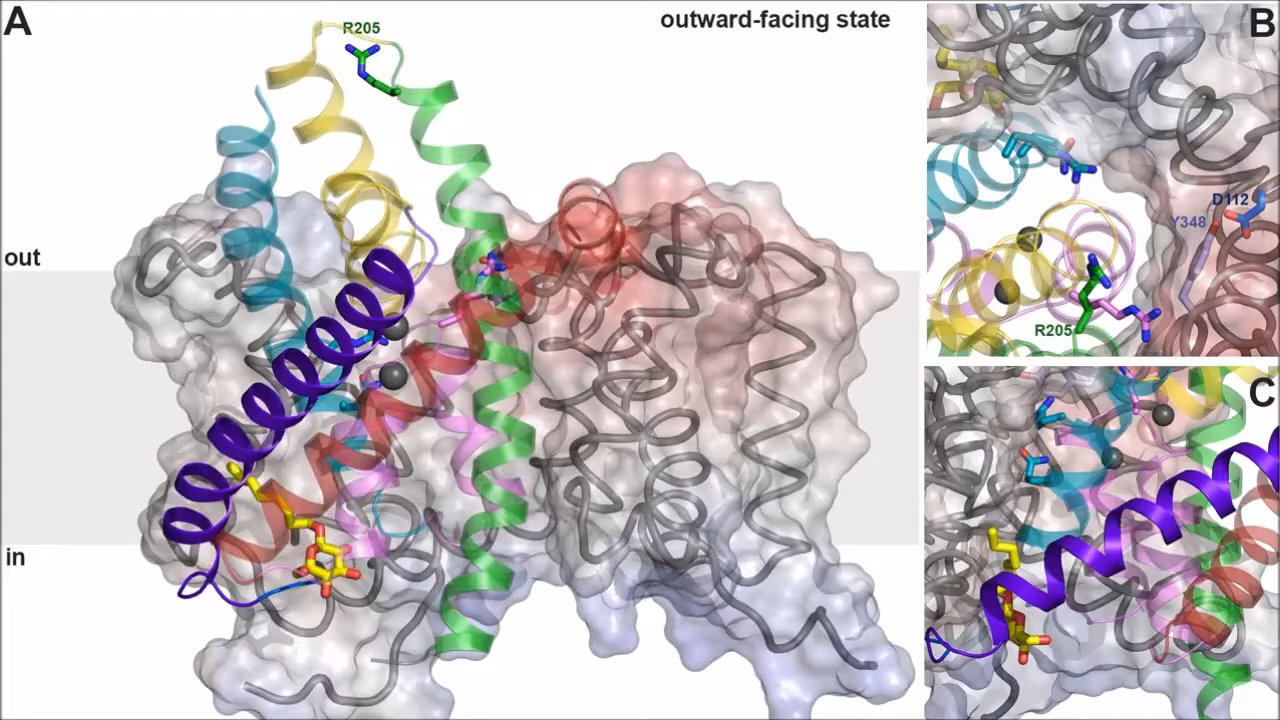 A
R205
outward-facing state
out
in
B
D112
Y348
R205
C